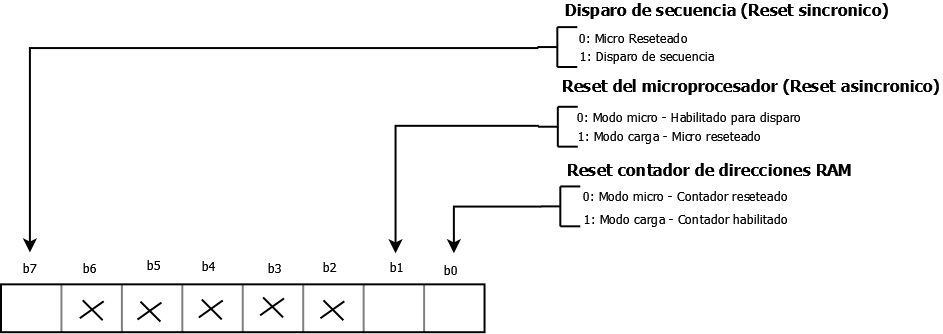 Disparo de secuencia (Reset sincronico)
0: Micro Reseteado
1: Disparo de secuencia
Reset del microprocesador (Reset asincronico)
0: Modo micro - Habilitado para disparo
1: Modo carga - Micro reseteado
Reset contador de direcciones RAM
0: Modo micro - Contador reseteado
1: Modo carga - Contador habilitado
b7 b6 b5 b4 b3 b2 b1 b0